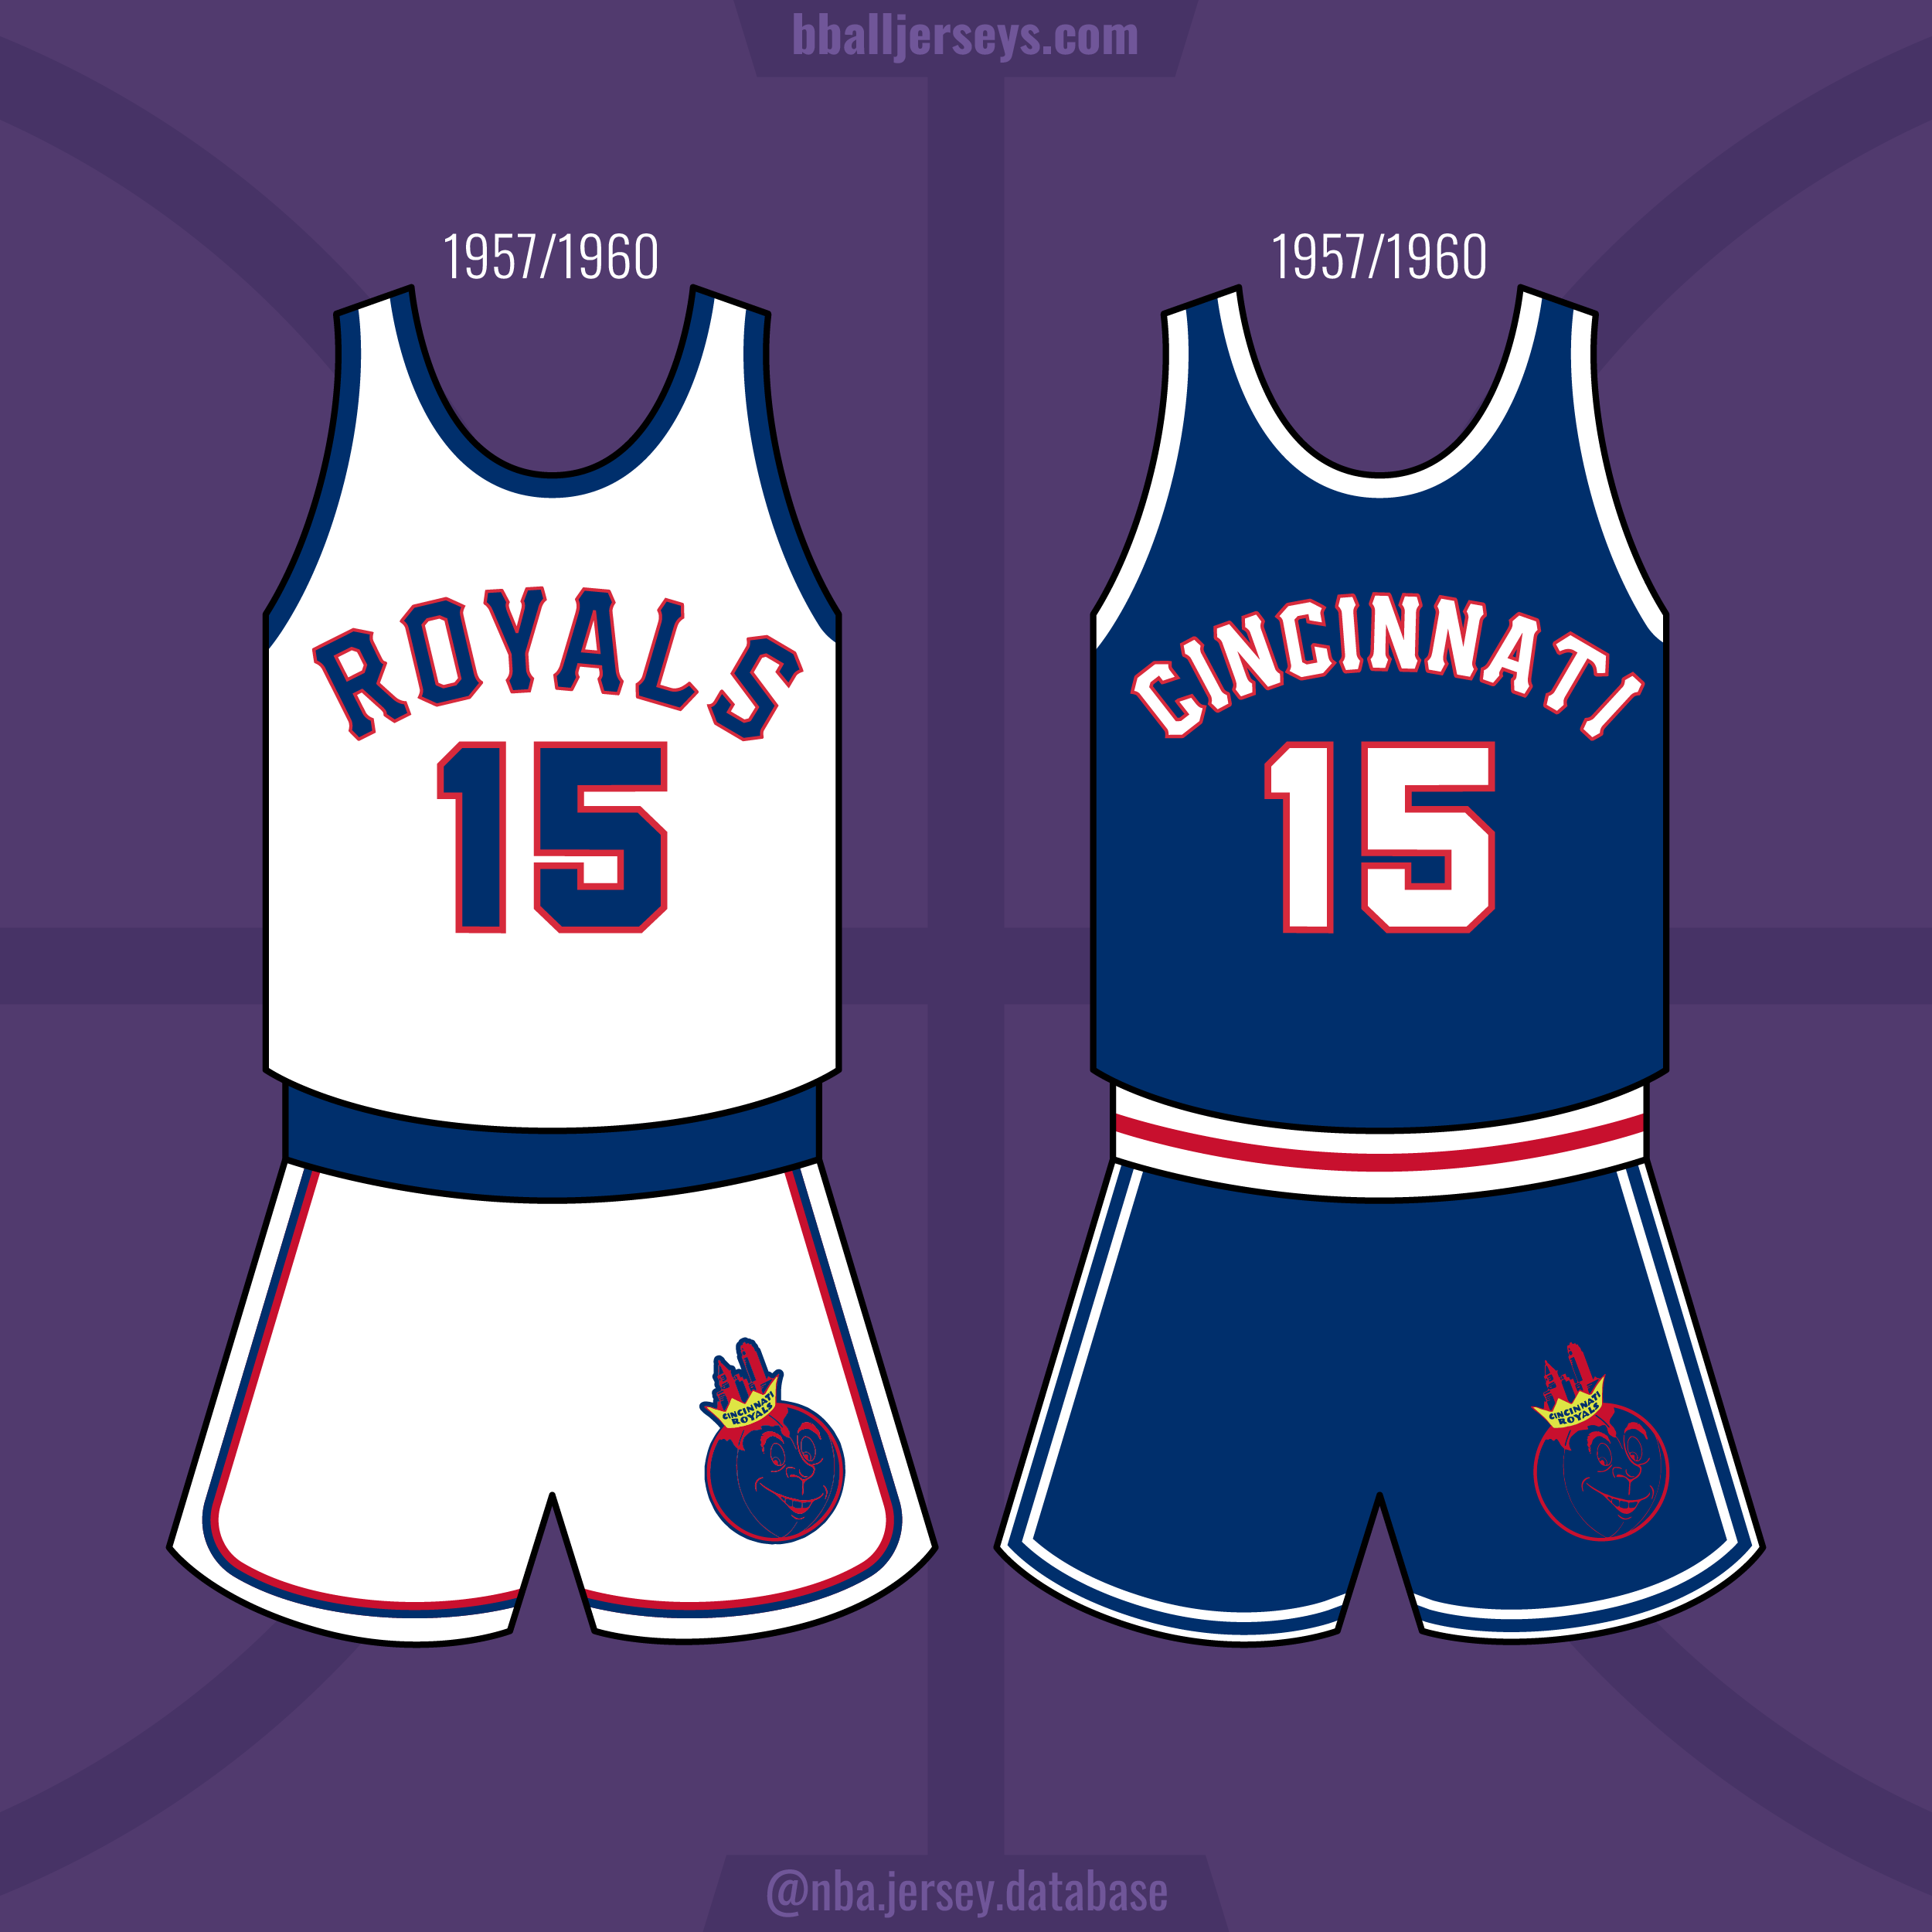 bballjerseys.com
1957/1960
1957/1960
ROYALS
15
CINCINNATI
15
CINCINNATI
ROYALS
CINCINNATI
ROYALS
@nba.jersey.database